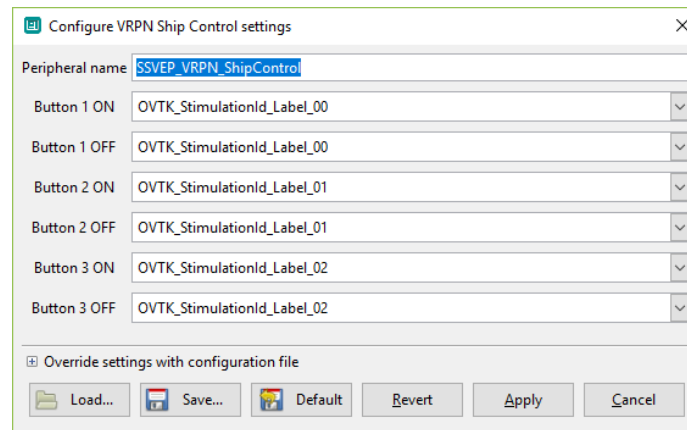 Configure VRPN Ship Control settings
Peripheral name SSVEP_VRPN_ShipControl
Button 1 ON OVTK_StimulationId_Label_00
Button 1 OFF OVTK_StimulationId_Label_00
Button 2 ON OVTK_StimulationId_Label_01
Button 2 OFF OVTK_StimulationId_Label_01
Button 3 ON OVTK_StimulationId_Label_02
Button 3 OFF OVTK_StimulationId_Label_02
Override settings with configuration file
Load... Save... Default Revert Apply Cancel